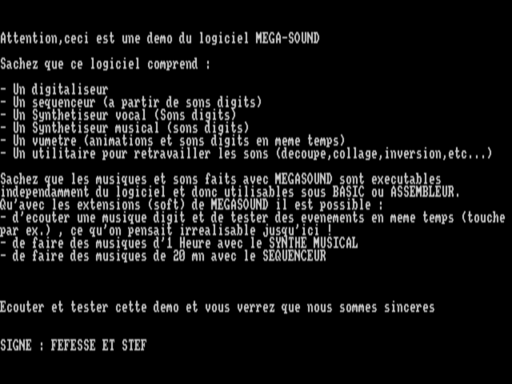 Attention,ceci est une demo du logiciel MEGA-SOUND
Sachez que ce logiciel comprend :
- Un digitaliseur
- Un sequenceur (a partir de sons digits)
- Un Synthetiseur vocal (Sons digits)
- Un Synthetiseur musical (sons digits)
- Un vumetre (animations et sons digits en meme temps)
- Un utilitaire pour retravailler les sons (decoupe,collage,inversion,etc...)
Sachez que les musiques et sons faits avec MEGASOUND sont executables
independamment du logiciel et donc utilisables sous BASIC ou ASSEMBLEUR.
Qu'avec les extensions (soft) de MEGASOUND il est possible :
- d'ecouter une musique digit et de tester des evenements en meme temps (touche
par ex.) , ce qu'on pensait irrealisable jusqu'ici !
- de faire des musiques d'1 Heure avec le SYNTHE MUSICAL
- de faire des musiques de 20 mn avec le SEQUENCEUR
Ecouter et tester cette demo et vous verrez que nous sommes sinceres
SIGNE : FEFESSE ET STEF